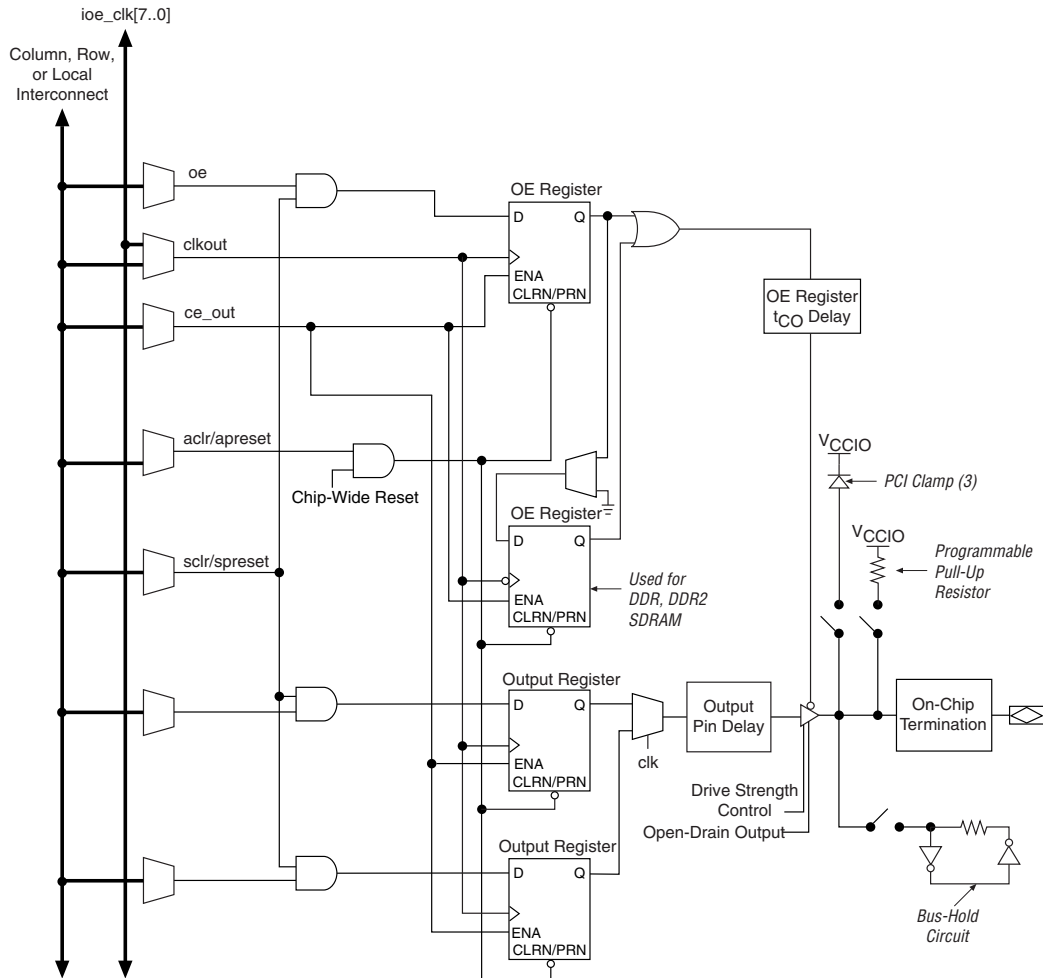 ioe_clk[7..0]
Column, Row,
or Local
Interconnect
oe
OE Register
D
Q
clkout
ENA
CLRN/PRN
ce_out
OE Register
tCO Delay
aclr/apreset
VCCIO
PCI Clamp (3)
Chip-Wide Reset
OE Register
D
Q
VCCIO
Programmable
Pull-Up
Resistor
sclr/spreset
Used for
DDR, DDR2
SDRAM
ENA
CLRN/PRN
Output Register
D
Q
Output
Pin Delay
On-Chip
Termination
ENA
clk
CLRN/PRN
Drive Strength
Control
Open-Drain Output
Output Register
D
Q
Bus-Hold
Circuit
ENA
CLRN/PRN